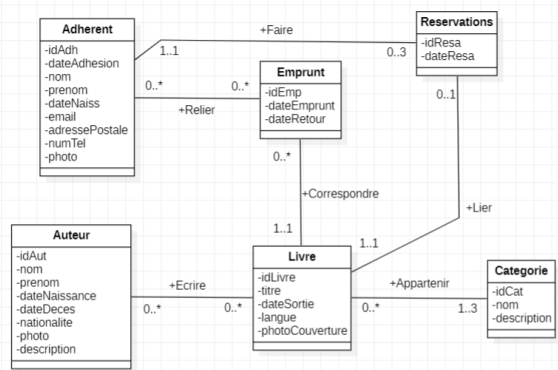 Adherent
-idAdh
-dateAdhesion
-nom
-prenom
-dateNaiss
-email
-adressePostale
-numTel
-photo
+Faire
1..1
0..3
Reservations
-idResa
-dateResa
0..*
0..*
+Relier
Emprunt
-idEmp
-dateEmprunt
-dateRetour
0..1
0..*
+Correspondre
1..1
+Lier
1..1
Auteur
-idAut
-nom
-prenom
-dateNaissance
-dateDeces
-nationalite
-photo
-description
+Ecrire
0..*
0..*
Livre
-idLivre
-titre
-dateSortie
-langue
-photoCouverture
+Appartenir
0..*
1..3
Categorie
-idCat
-nom
-description